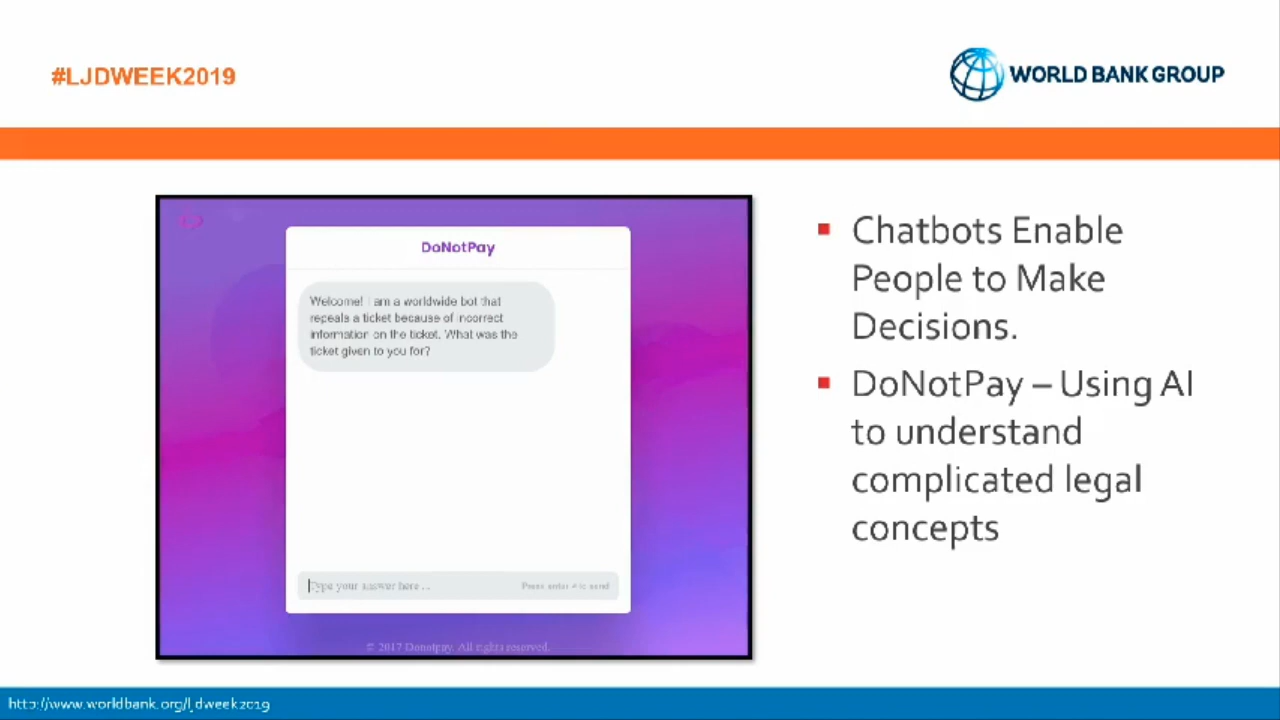 #LJDWEEK2019
WORLD BANK GROUP
DoNotPay
Welcome! I am a worldwide bot that
repeals a ticket because of incorrect
information on the ticket. What was the
ticket given to you for?
Type your answer here ...
Press enter to send
© 2017 Donotpay. All rights reserved.
▪ Chatbots Enable
People to Make
Decisions.
▪ DoNotPay – Using AI
to understand
complicated legal
concepts
http://www.worldbank.org/ljdweek2019